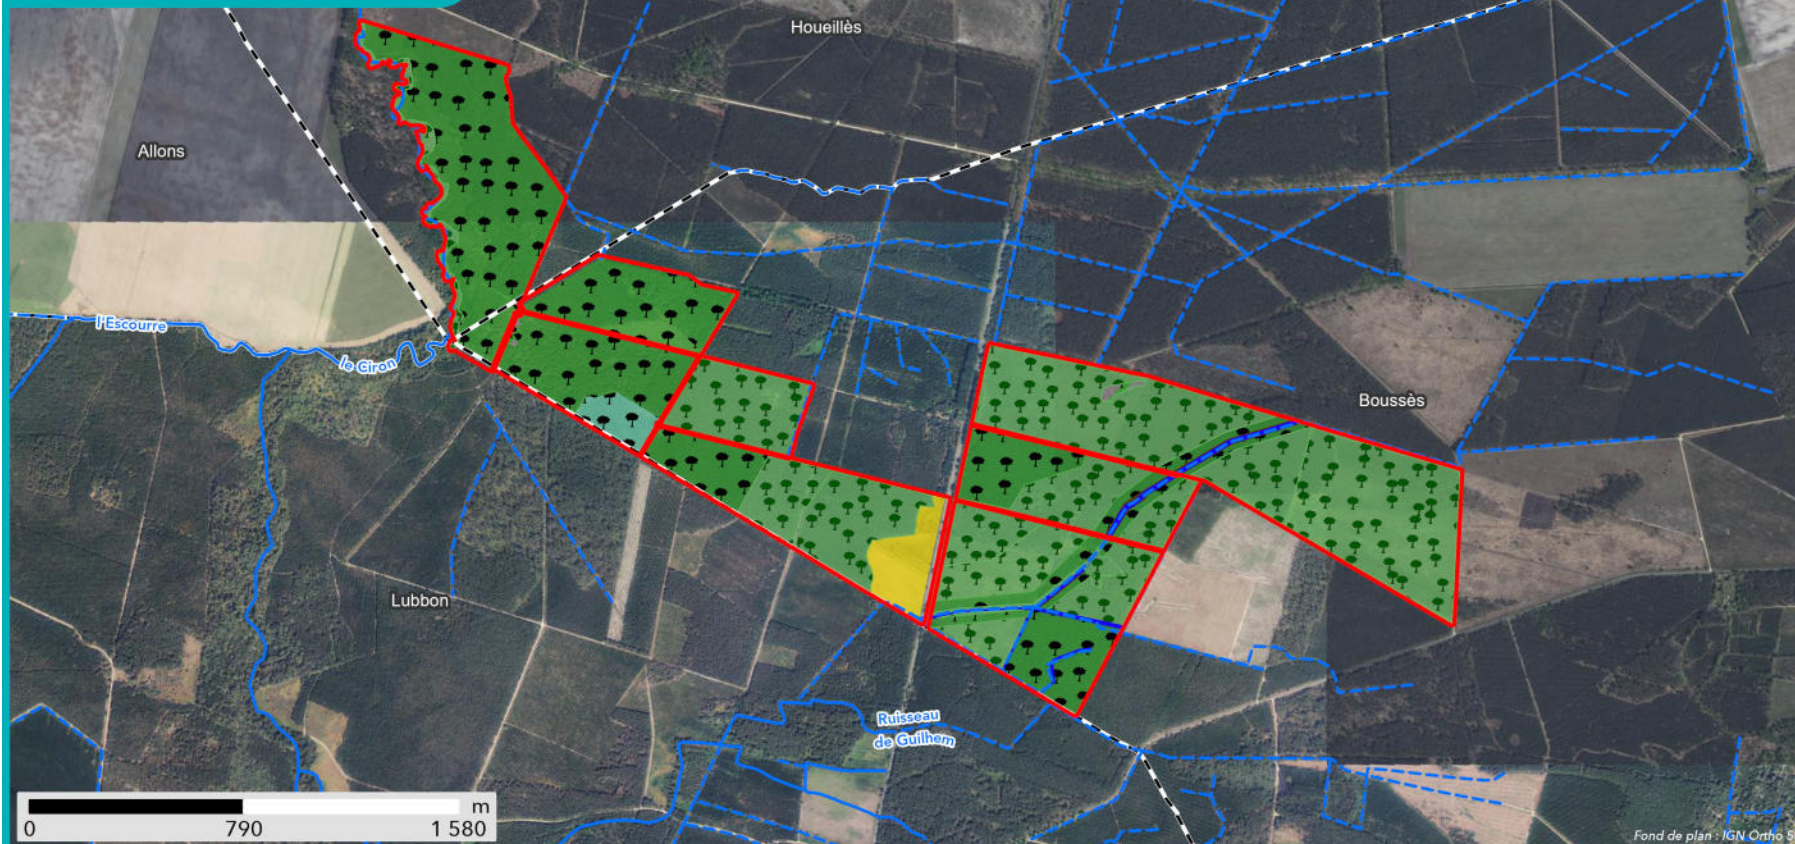 Houeillès
Allons
l'Escourre
le Ciron
Boussès
Lubbon
Ruisseau
de Guilhem
m
0 790 1 580
Fond de plan : IGN Ortho 5